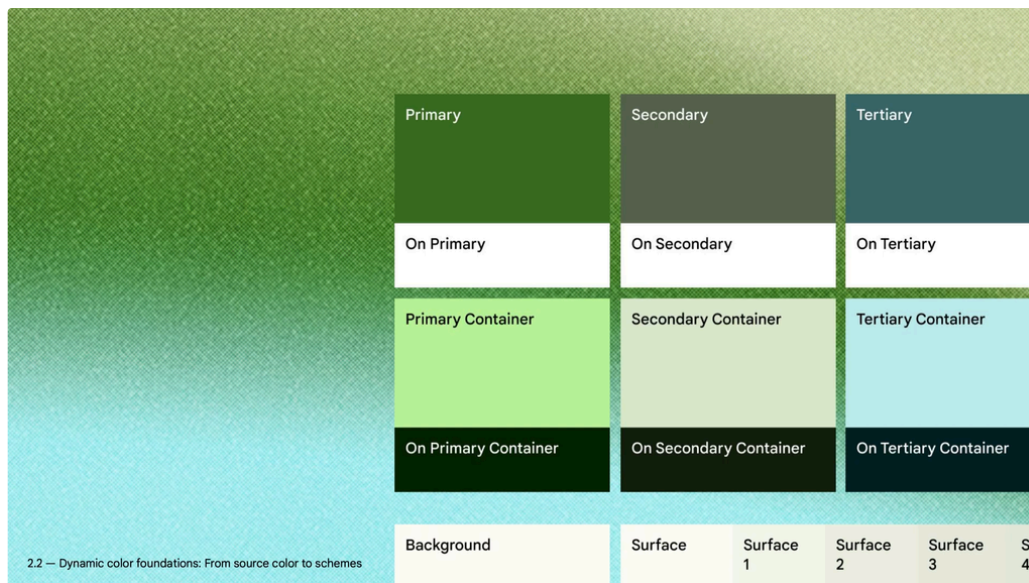 Primary
Secondary
Tertiary
On Primary
On Secondary
On Tertiary
Primary Container
Secondary Container
Tertiary Container
On Primary Container
On Secondary Container
On Tertiary Container
Background
Surface
Surface
1
Surface
2
Surface
3
S
4
2.2 — Dynamic color foundations: From source color to schemes